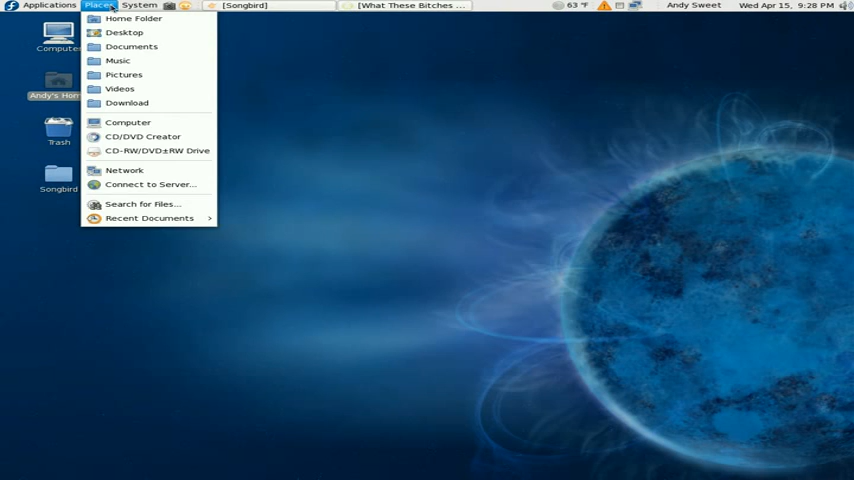 Applications Places System [Songbird] [What These Bitches ... 63 °F Andy Sweet Wed Apr 15, 9:28 PM
Home Folder
Desktop
Documents
Music
Pictures
Videos
Download
Computer
CD/DVD Creator
CD-RW/DVD±RW Drive
Network
Connect to Server...
Search for Files...
Recent Documents
Computer
Andy's Hom
Trash
Songbird